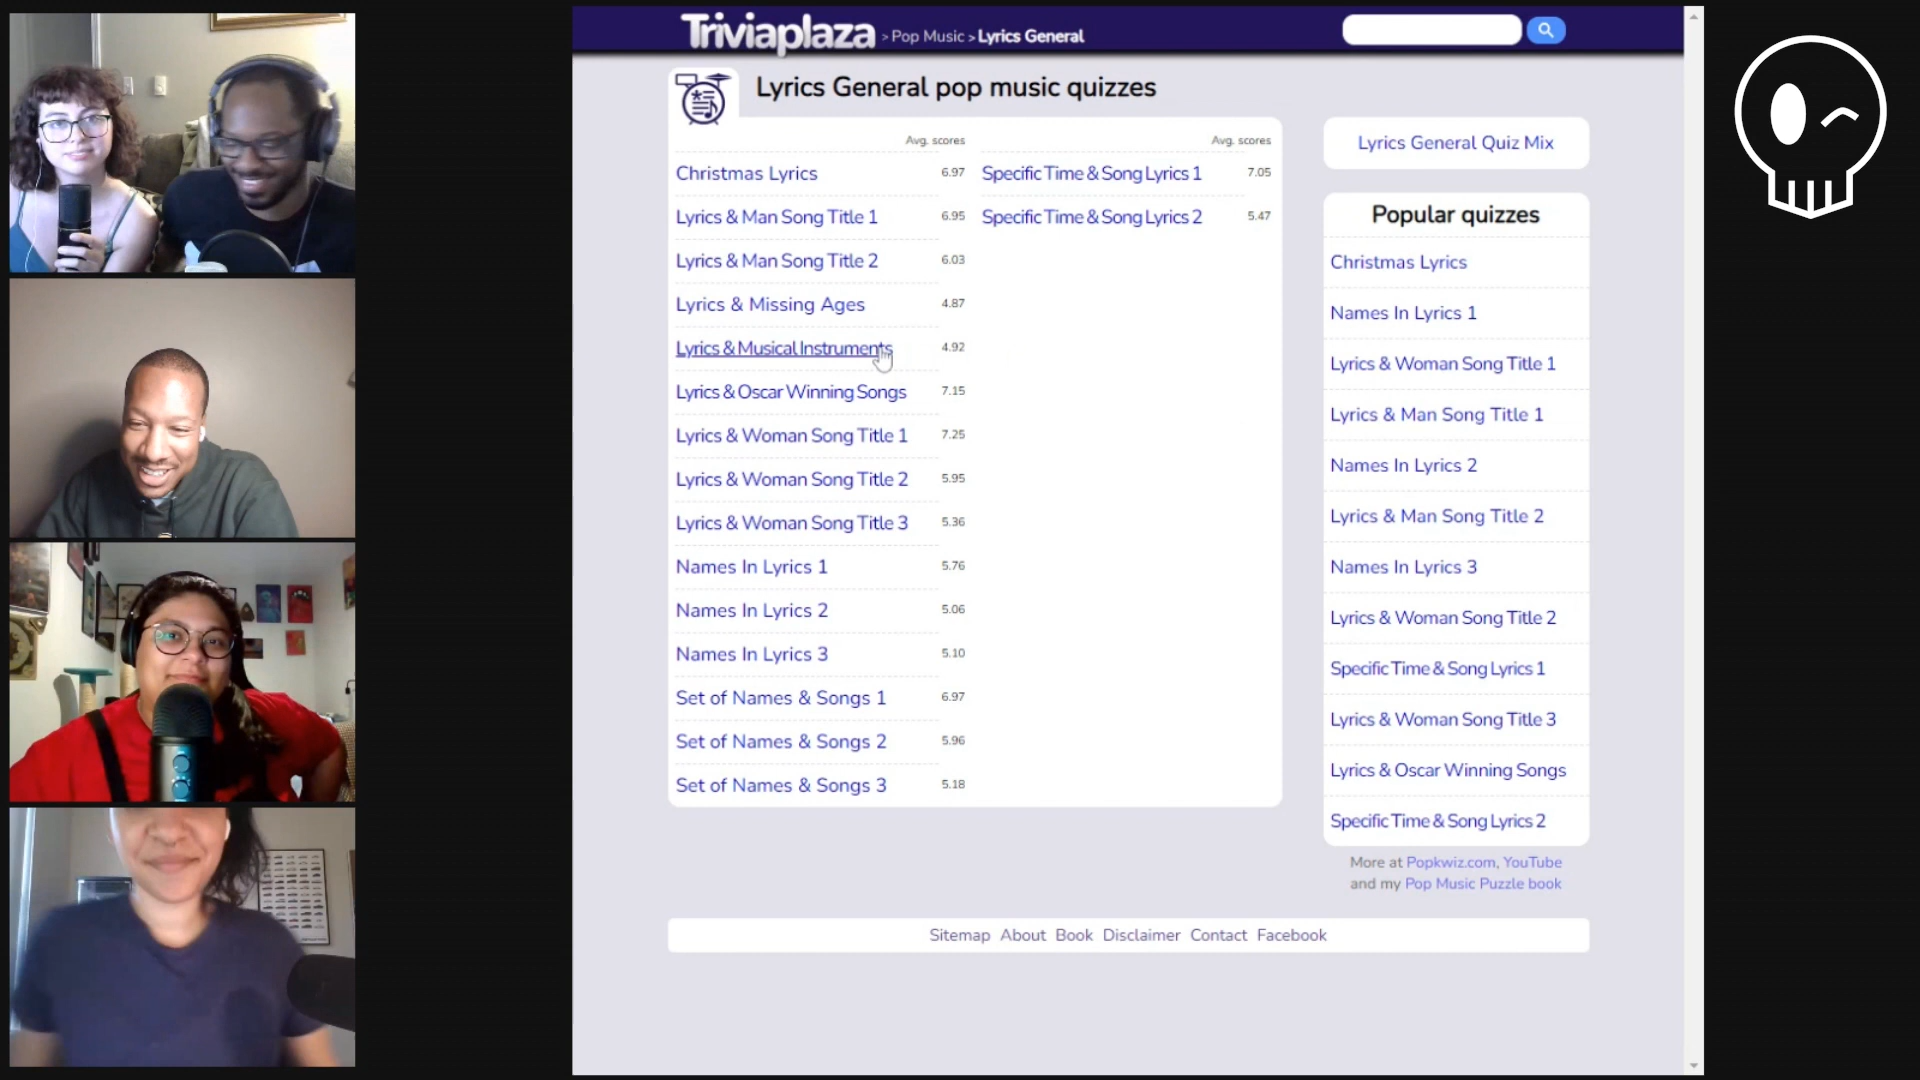 Triviaplaza > Pop Music > Lyrics General
Lyrics General pop music quizzes
Avg. scores
Christmas Lyrics 6.97
Lyrics & Man Song Title 1 6.95
Lyrics & Man Song Title 2 6.03
Lyrics & Missing Ages 4.87
Lyrics & Musical Instruments 4.92
Lyrics & Oscar Winning Songs 7.15
Lyrics & Woman Song Title 1 7.25
Lyrics & Woman Song Title 2 5.95
Lyrics & Woman Song Title 3 5.36
Names In Lyrics 1 5.76
Names In Lyrics 2 5.06
Names In Lyrics 3 5.10
Set of Names & Songs 1 6.97
Set of Names & Songs 2 5.96
Set of Names & Songs 3 5.18
Avg. scores
Specific Time & Song Lyrics 1 7.05
Specific Time & Song Lyrics 2 5.47
Lyrics General Quiz Mix
Popular quizzes
Christmas Lyrics
Names In Lyrics 1
Lyrics & Woman Song Title 1
Lyrics & Man Song Title 1
Names In Lyrics 2
Lyrics & Man Song Title 2
Names In Lyrics 3
Lyrics & Woman Song Title 2
Specific Time & Song Lyrics 1
Lyrics & Woman Song Title 3
Lyrics & Oscar Winning Songs
Specific Time & Song Lyrics 2
More at Popkwiz.com, YouTube
and my Pop Music Puzzle book
Sitemap About Book Disclaimer Contact Facebook